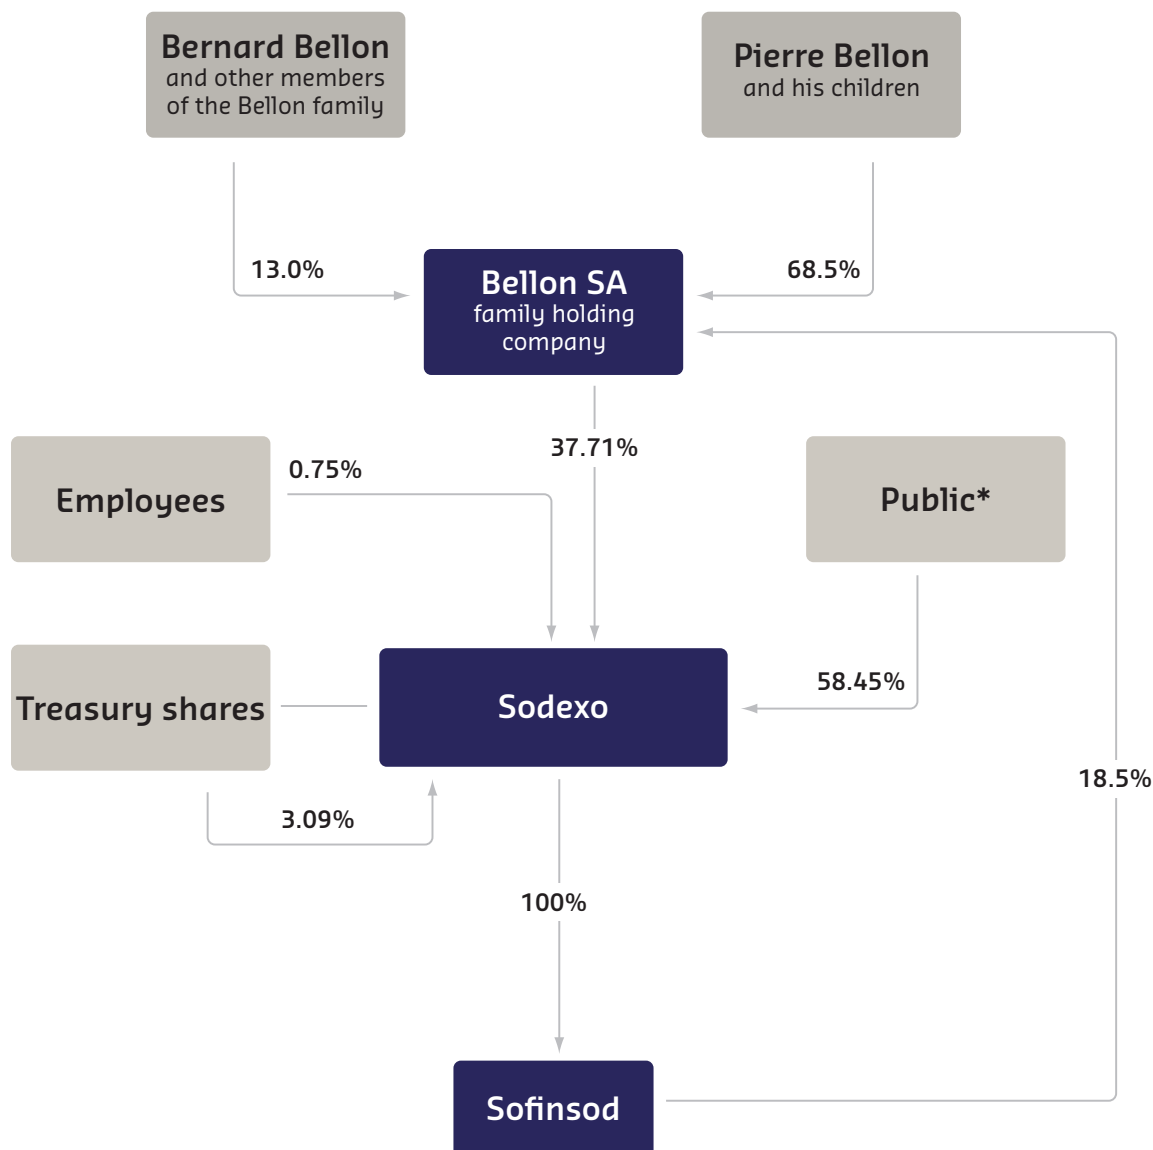 Bernard Bellon
and other members
of the Bellon family
Pierre Bellon
and his children
13.0%
68.5%
Bellon SA
family holding
company
37.71%
Employees
0.75%
Public*
Treasury shares
Sodexo
58.45%
3.09%
18.5%
100%
Sofinsod